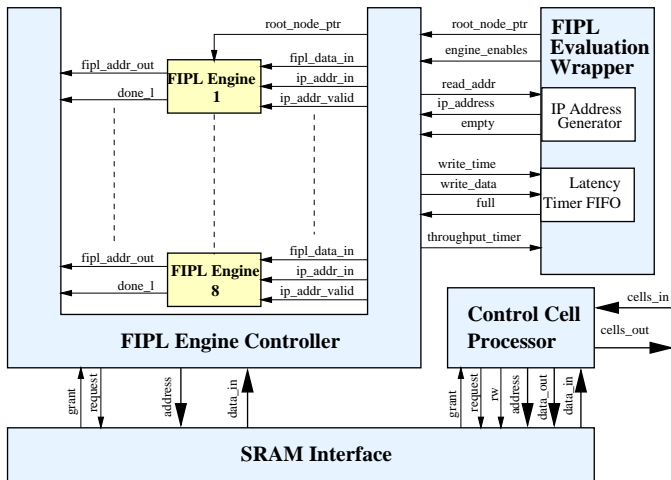 root_node_ptr
root_node_ptr
FIPL
Evaluation
Wrapper
engine_enables
fipl_addr_out
FIPL Engine
1
fipl_data_in
ip_addr_in
done_l
ip_addr_valid
read_addr
ip_address
empty
IP Address
Generator
write_time
write_data
full
Latency
Timer FIFO
throughput_timer
fipl_addr_out
FIPL Engine
8
fipl_data_in
ip_addr_in
done_l
ip_addr_valid
FIPL Engine Controller
Control Cell
Processor
cells_in
cells_out
grant
request
address
data_in
grant
request
rw
address
data_out
data_in
SRAM Interface